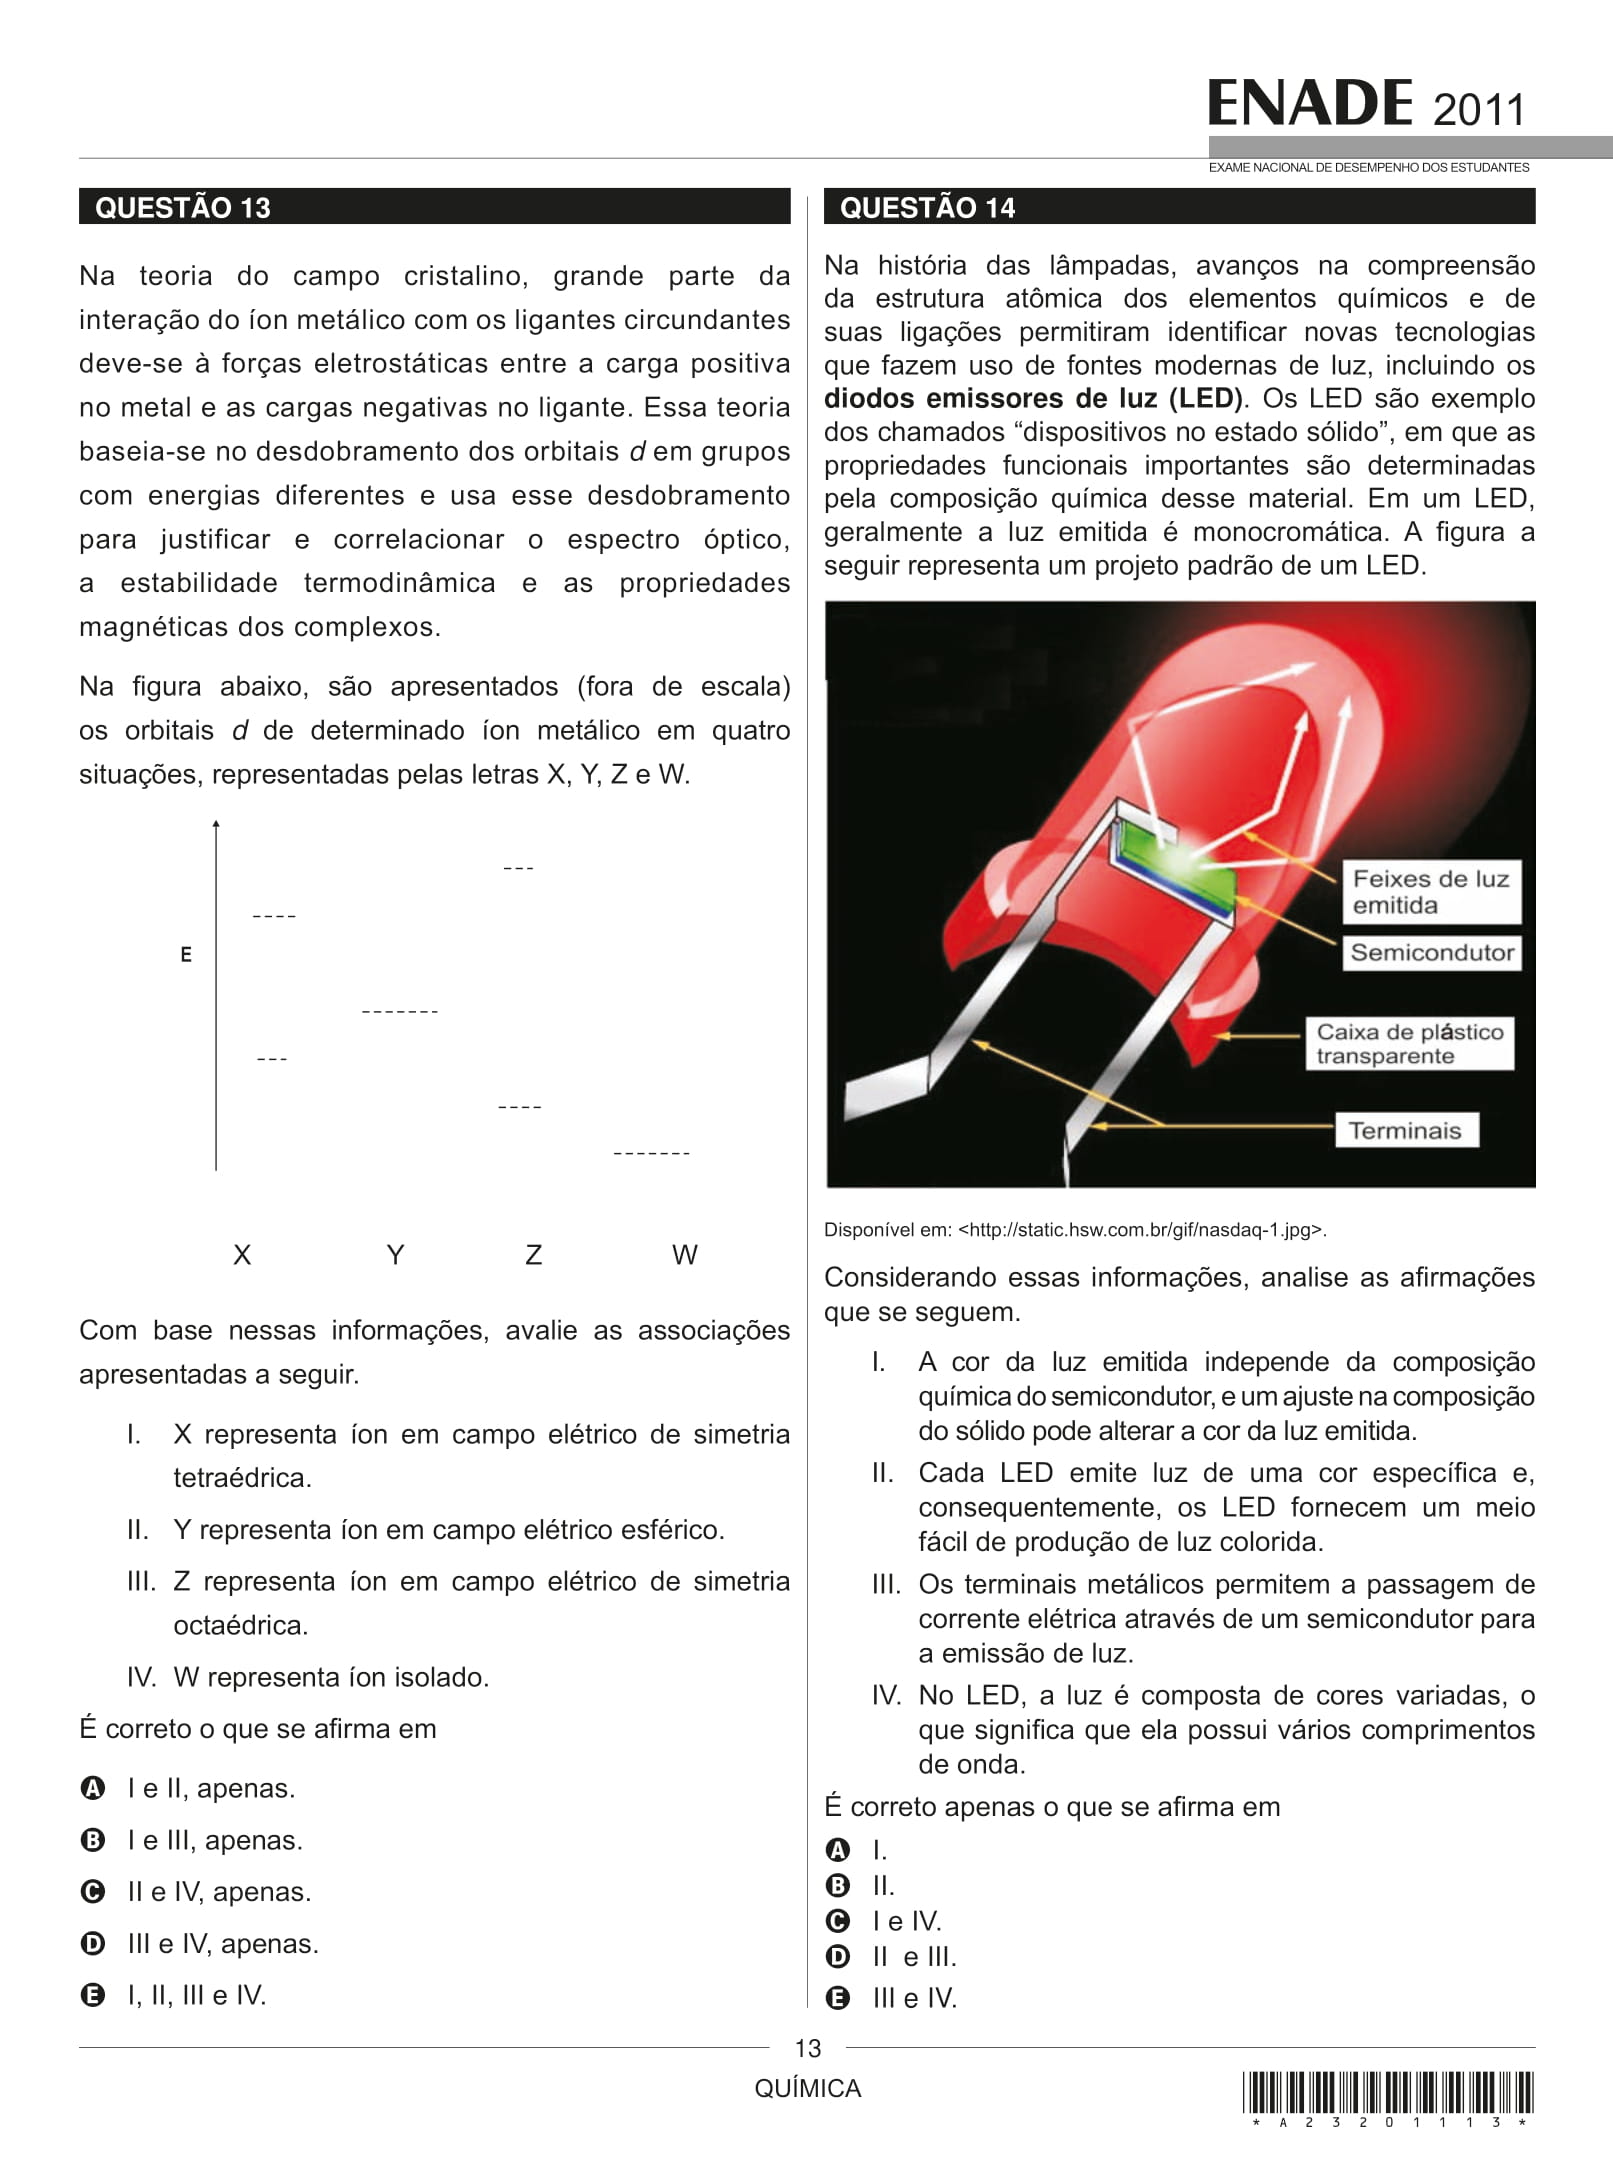 ENADE 2011
EXAME NACIONAL DE DESEMPENHO DOS ESTUDANTES
QUESTÃO 13
Na teoria do campo cristalino, grande parte da
interação do íon metálico com os ligantes circundantes
deve-se à forças eletrostáticas entre a carga positiva
no metal e as cargas negativas no ligante. Essa teoria
baseia-se no desdobramento dos orbitais d em grupos
com energias diferentes e usa esse desdobramento
para justificar e correlacionar o espectro óptico,
a estabilidade termodinâmica e as propriedades
magnéticas dos complexos.
Na figura abaixo, são apresentados (fora de escala)
os orbitais d de determinado íon metálico em quatro
situações, representadas pelas letras X, Y, Z e W.
E
X Y Z W
Com base nessas informações, avalie as associações
apresentadas a seguir.
I. X representa íon em campo elétrico de simetria
tetraédrica.
II. Y representa íon em campo elétrico esférico.
III. Z representa íon em campo elétrico de simetria
octaédrica.
IV. W representa íon isolado.
É correto o que se afirma em
A I e II, apenas.
B I e III, apenas.
C II e IV, apenas.
D III e IV, apenas.
E I, II, III e IV.
QUESTÃO 14
Na história das lâmpadas, avanços na compreensão
da estrutura atômica dos elementos químicos e de
suas ligações permitiram identificar novas tecnologias
que fazem uso de fontes modernas de luz, incluindo os
diodos emissores de luz (LED). Os LED são exemplo
dos chamados “dispositivos no estado sólido”, em que as
propriedades funcionais importantes são determinadas
pela composição química desse material. Em um LED,
geralmente a luz emitida é monocromática. A figura a
seguir representa um projeto padrão de um LED.
Feixes de luz
emitida
Semicondutor
Caixa de plástico
transparente
Terminais
Disponível em: <http://static.hsw.com.br/gif/nasdaq-1.jpg>.
Considerando essas informações, analise as afirmações
que se seguem.
I. A cor da luz emitida independe da composição
química do semicondutor, e um ajuste na composição
do sólido pode alterar a cor da luz emitida.
II. Cada LED emite luz de uma cor específica e,
consequentemente, os LED fornecem um meio
fácil de produção de luz colorida.
III. Os terminais metálicos permitem a passagem de
corrente elétrica através de um semicondutor para
a emissão de luz.
IV. No LED, a luz é composta de cores variadas, o
que significa que ela possui vários comprimentos
de onda.
É correto apenas o que se afirma em
A I.
B II.
C I e IV.
D II e III.
E III e IV.
13
QUÍMICA
* A 2 3 2 0 1 1 1 3 *